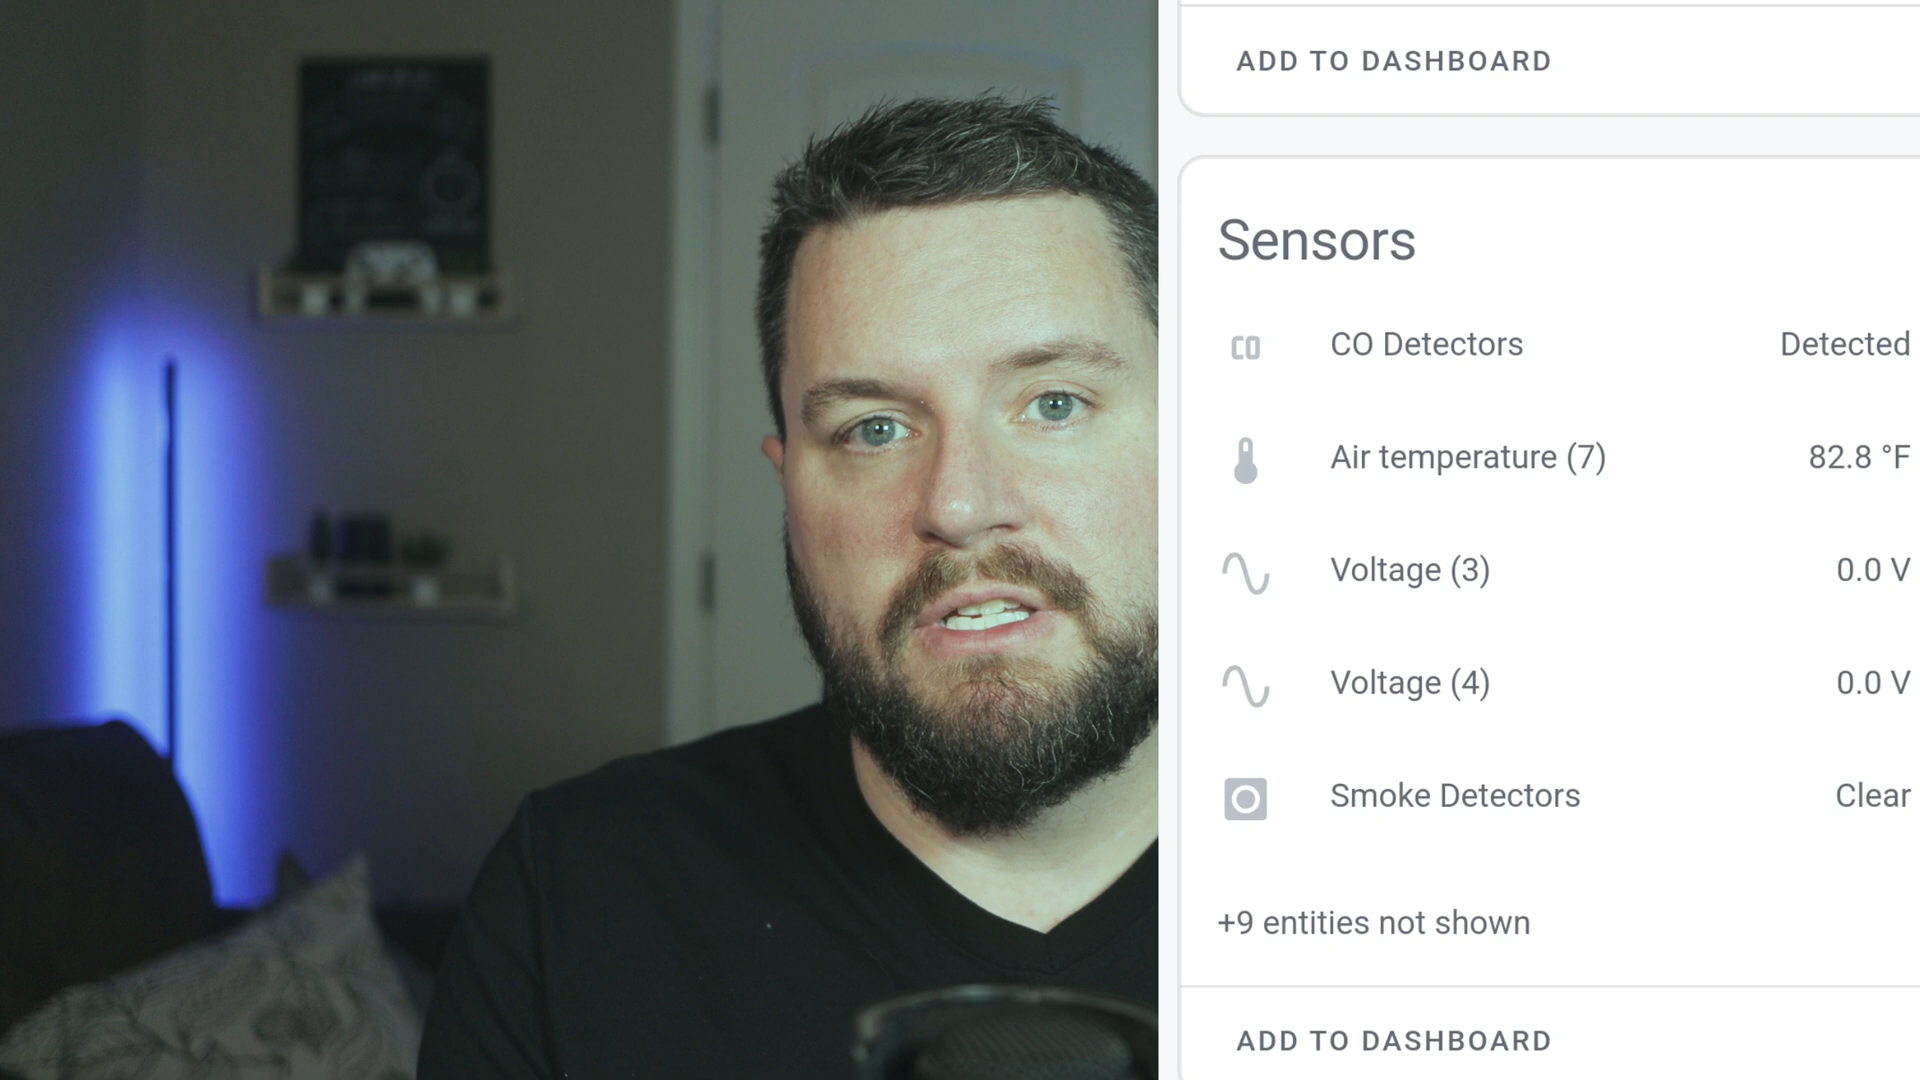 ADD TO DASHBOARD
Sensors
CO CO Detectors Detected
Air temperature (7) 82.8 °F
Voltage (3) 0.0 V
Voltage (4) 0.0 V
Smoke Detectors Clear
+9 entities not shown
ADD TO DASHBOARD